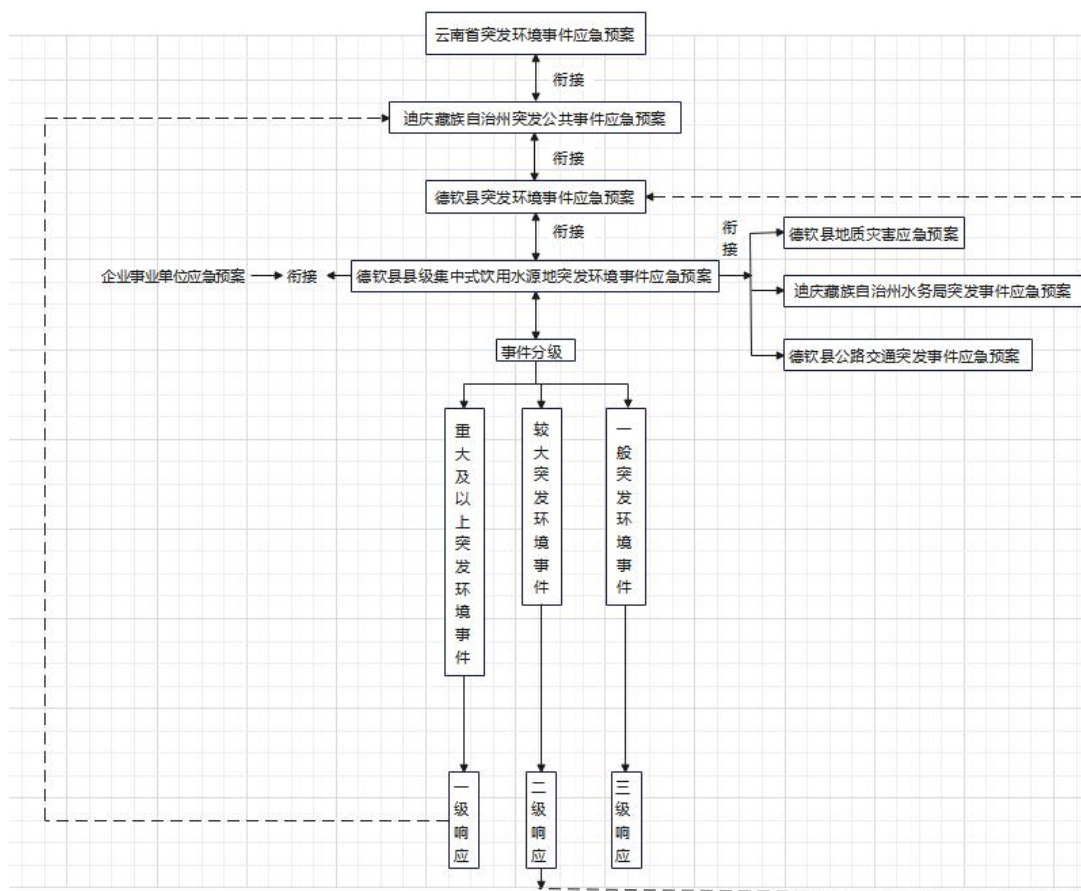 云南省突发环境事件应急预案
衔接
迪庆藏族自治州突发公共事件应急预案
衔接
德钦县突发环境事件应急预案
衔接
衔接
德钦县地质灾害应急预案
企业事业单位应急预案
衔接
德钦县县级集中式饮用水源地突发环境事件应急预案
迪庆藏族自治州水务局突发事件应急预案
事件分级
德钦县公路交通突发事件应急预案
重大及以上突发环境事件
较大突发环境事件
一般突发环境事件
一级响应
二级响应
三级响应